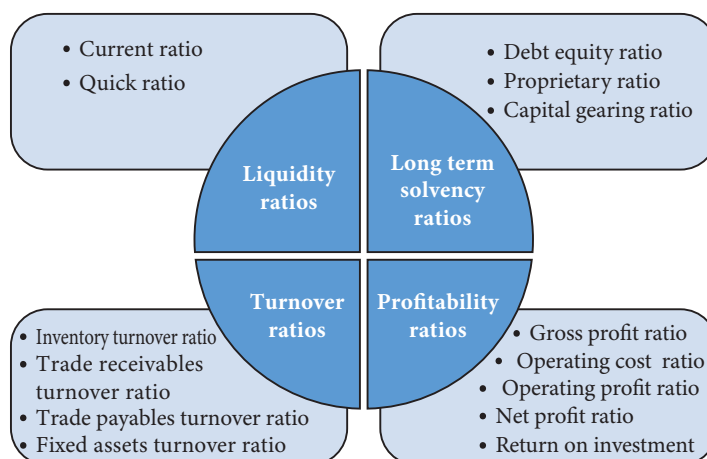 • Current ratio
• Quick ratio
• Debt equity ratio
• Proprietary ratio
• Capital gearing ratio
Liquidity
ratios
Long term
solvency
ratios
Turnover
ratios
Profitability
ratios
• Inventory turnover ratio
• Trade receivables
turnover ratio
• Trade payables turnover ratio
• Fixed assets turnover ratio
• Gross profit ratio
• Operating cost ratio
• Operating profit ratio
• Net profit ratio
• Return on investment